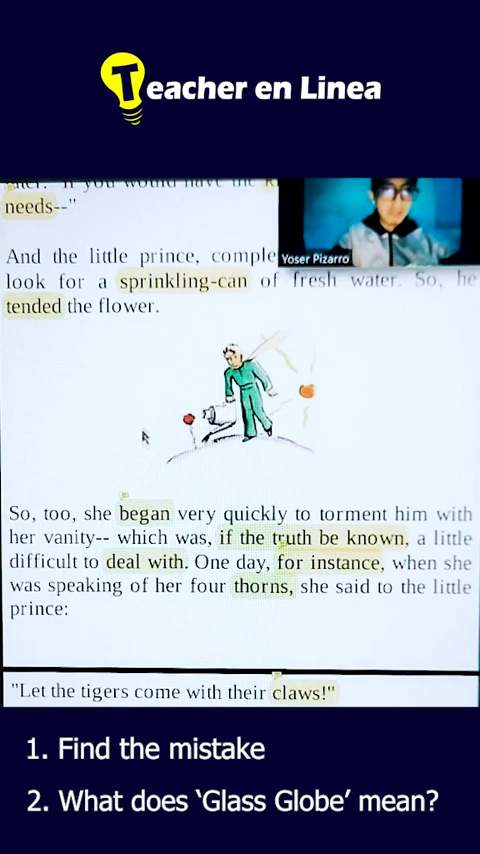 Teacher en Linea
needs--"
Yoser Pizarro
And the little prince, comple
look for a sprinkling-can of fresh water. So, he
tended the flower.
So, too, she began very quickly to torment him with
her vanity-- which was, if the truth be known, a little
difficult to deal with. One day, for instance, when she
was speaking of her four thorns, she said to the little
prince:
"Let the tigers come with their claws!"
1. Find the mistake
2. What does ‘Glass Globe’ mean?